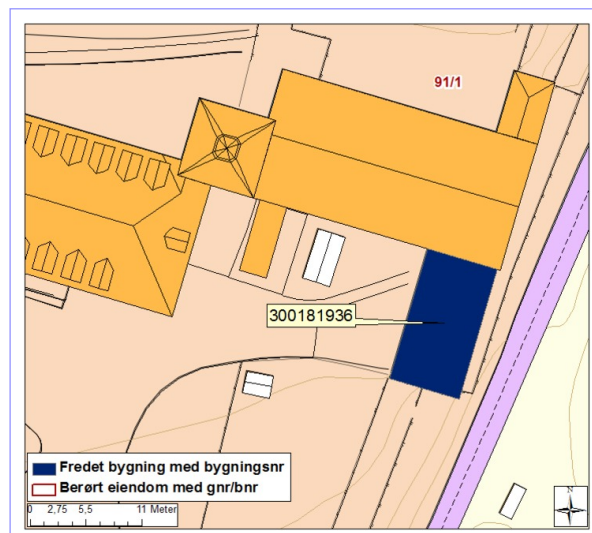 91/1
300181936
Fredet bygning med bygningsnr
Berørt eiendom med gnr/bnr
0 2,75 5,5 11 Meter
N